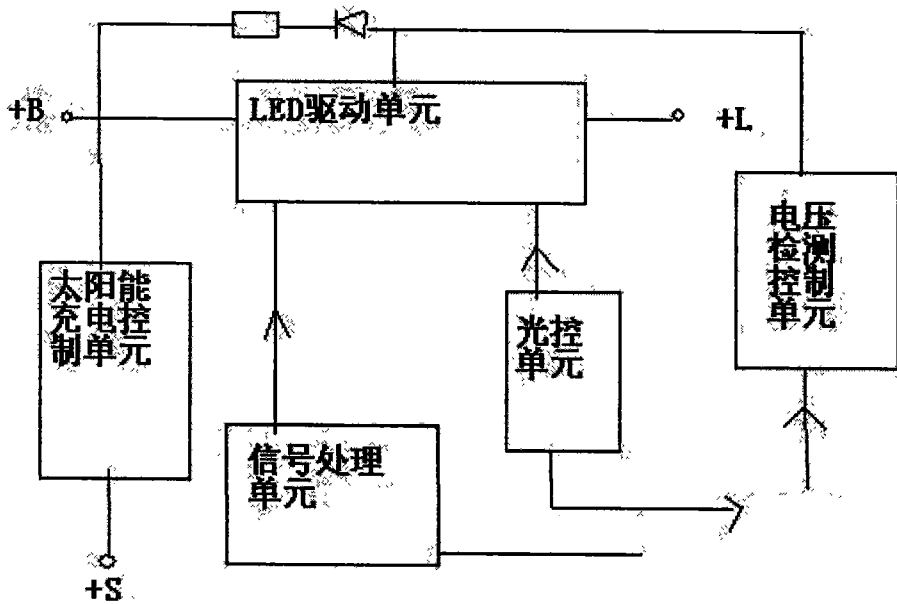 LED驱动单元
+B
+L
电压
检测
控制
单元
太阳能
充电控
制单元
光控
单元
信号处理
单元
+S